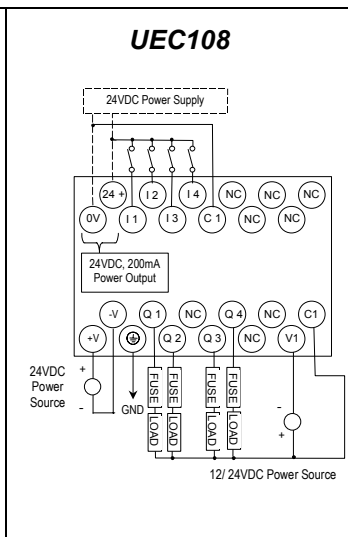 UEC108
24VDC Power Supply
24 + I 2 I 4 NC NC NC
0V I 1 I 3 C 1 NC NC
24VDC, 200mA
Power Output
-V Q 1 NC Q 4 NC C1
+V Q 2 Q 3 NC V1
24VDC
Power
Source
+
-
GND
FUSE FUSE FUSE FUSE
LOAD LOAD LOAD LOAD
-
+
12/ 24VDC Power Source